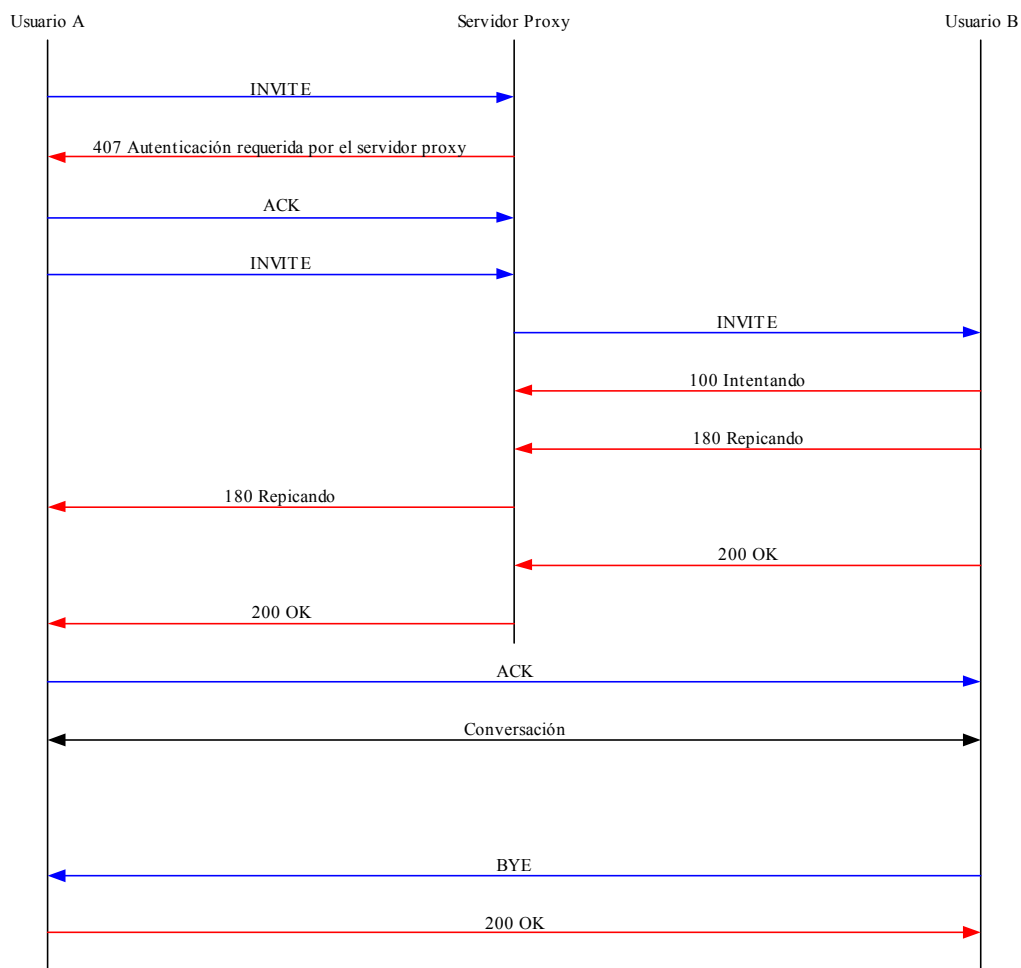 Usuario A
Servidor Proxy
Usuario B
INVITE
407 Autenticación requerida por el servidor proxy
ACK
INVITE
INVITE
100 Intentando
180 Repicando
180 Repicando
200 OK
200 OK
ACK
Conversación
BYE
200 OK